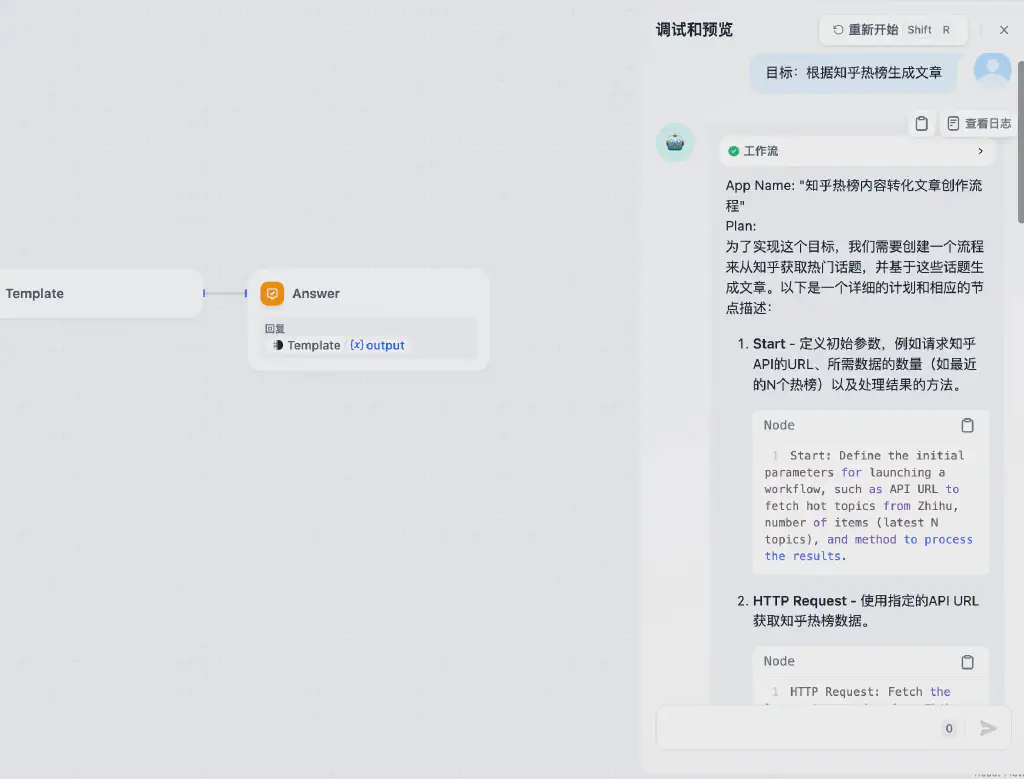 调试和预览
重新开始 Shift R
目标：根据知乎热榜生成文章
查看日志
工作流
App Name: "知乎热榜内容转化文章创作流
程"
Plan:
为了实现这个目标，我们需要创建一个流程
来从知乎获取热门话题，并基于这些话题生
成文章。以下是一个详细的计划和相应的节
点描述：
1. Start - 定义初始参数，例如请求知乎
API的URL、所需数据的数量（如最近
的N个热榜）以及处理结果的方法。
Node
1 Start: Define the initial
parameters for launching a
workflow, such as API URL to
fetch hot topics from Zhihu,
number of items (latest N
topics), and method to process
the results.
2. HTTP Request - 使用指定的API URL
获取知乎热榜数据。
Node
1 HTTP Request: Fetch the
0
Template
Answer
回复
Template {x} output